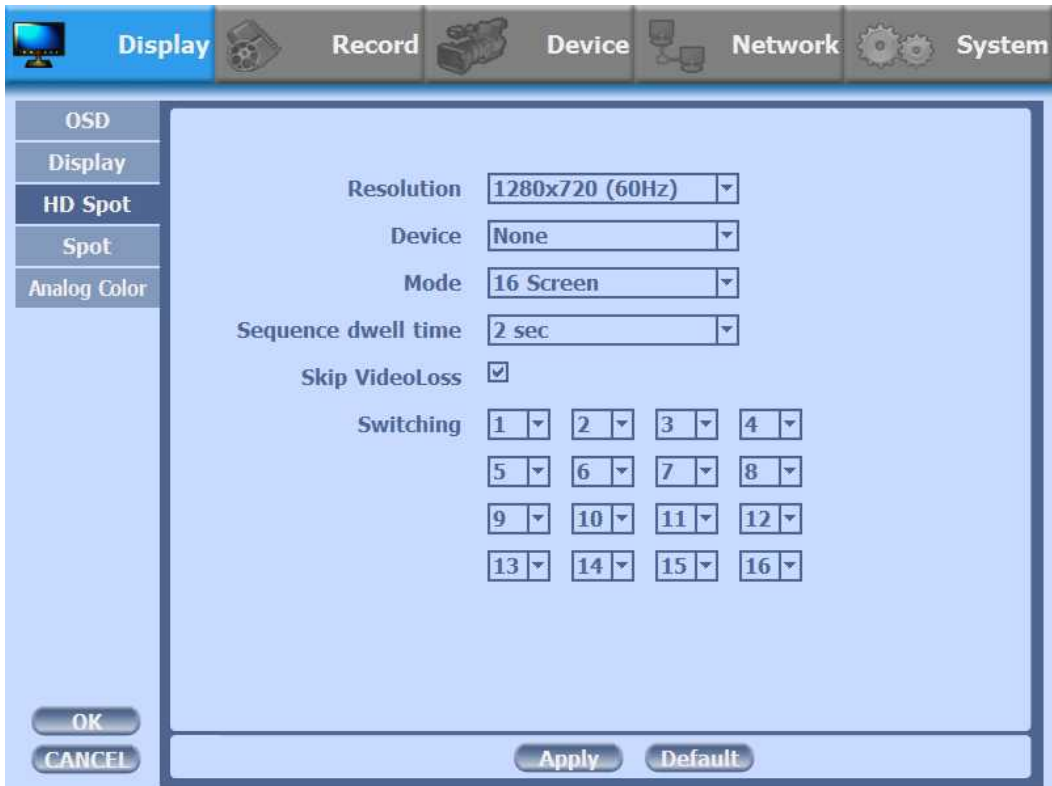 Display Record Device Network System
OSD
Display
HD Spot
Spot
Analog Color
Resolution 1280x720 (60Hz)
Device None
Mode 16 Screen
Sequence dwell time 2 sec
Skip VideoLoss
Switching 1 2 3 4
5 6 7 8
9 10 11 12
13 14 15 16
OK
CANCEL
Apply Default